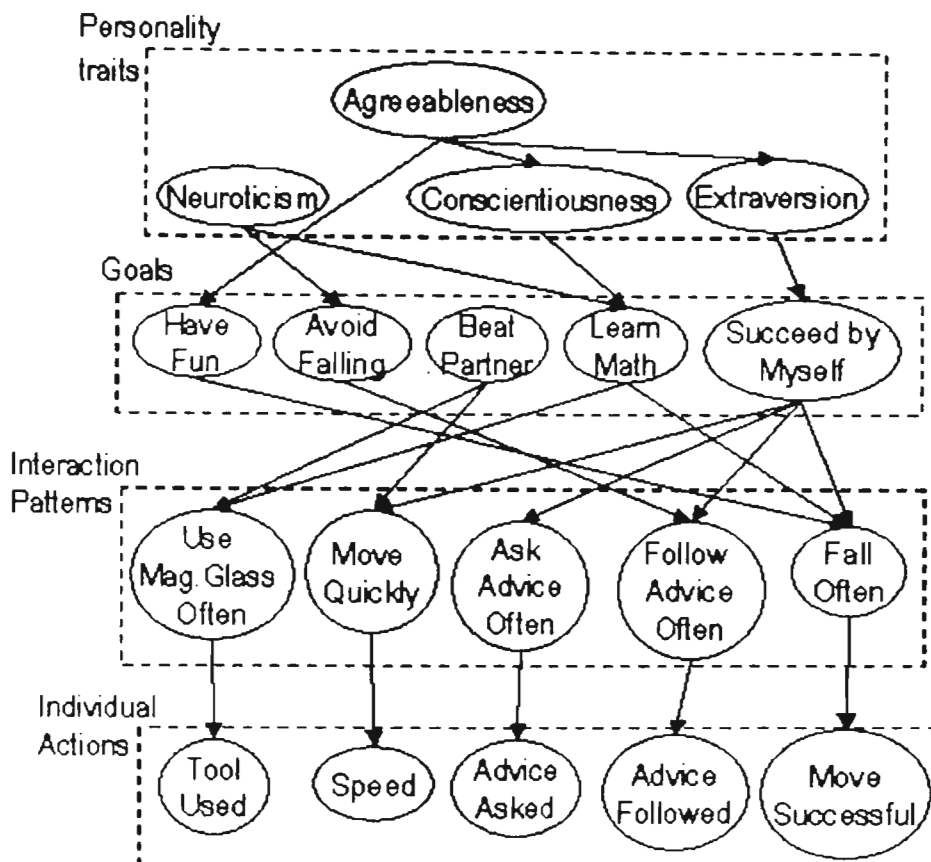 Personality
traits
Agreeableness
Neuroticism
Conscientiousness
Extraversion
Goals
Have
Fun
Avoid
Falling
Beat
Partner
Learn
Math
Succeed by
Myself
Interaction
Patterns
Use
Mag. Glass
Often
Move
Quickly
Ask
Advice
Often
Follow
Advice
Often
Fall
Often
Individual
Actions
Tool
Used
Speed
Advice
Asked
Advice
Followed
Move
Successful